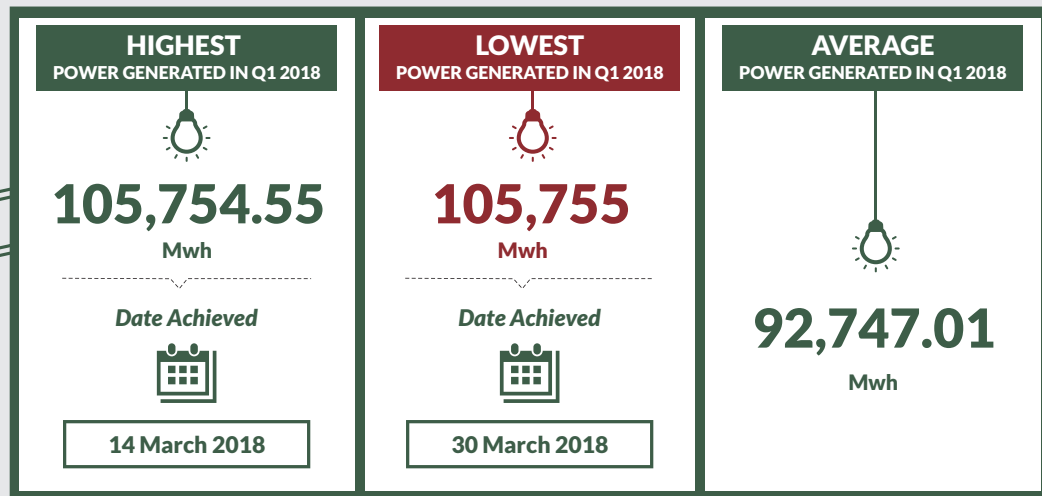 HIGHEST
POWER GENERATED IN Q1 2018
105,754.55
Mwh
Date Achieved
14 March 2018
LOWEST
POWER GENERATED IN Q1 2018
105,755
Mwh
Date Achieved
30 March 2018
AVERAGE
POWER GENERATED IN Q1 2018
92,747.01
Mwh